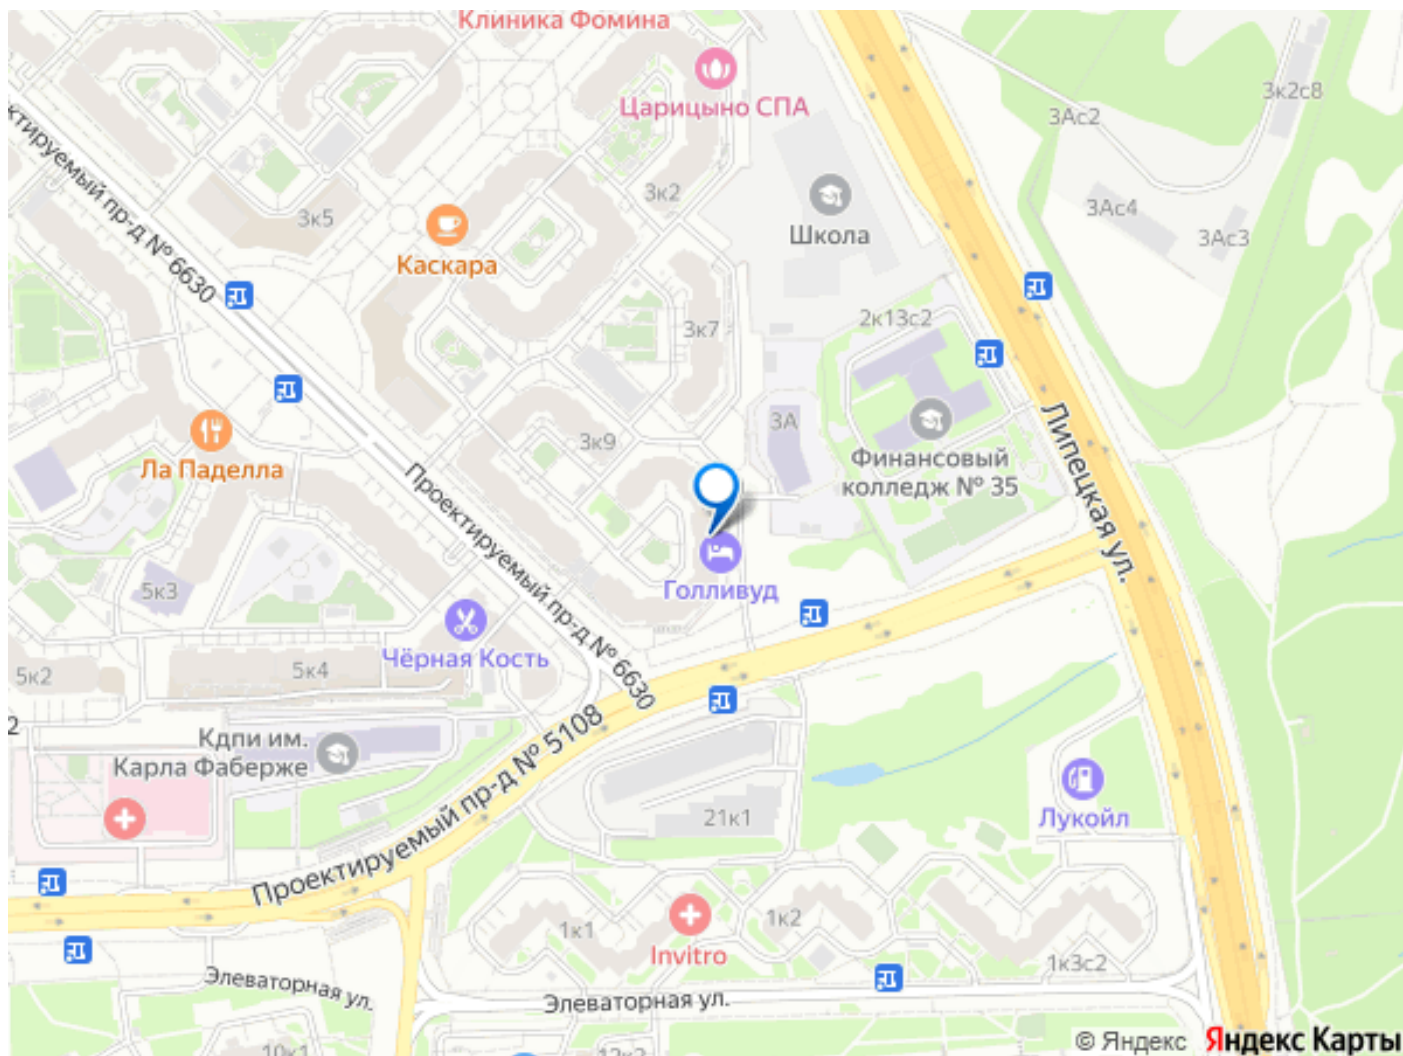 Клиника Фомина
Царицыно СПА
3к2с8
3Ас2
3к2
Школа
3Ас4
3Ас3
3к5
Каскара
Проектируемый пр-д № 6630
2к13с2
3к7
3А
3к9
Ла Паделла
Финансовый
колледж № 35
Липецкая ул.
Проектируемый пр-д № 6630
Голливуд
5к3
Чёрная Кость
5к2
5к4
2
Кдпи им.
Карла Фаберже
Проектируемый пр-д № 5108
21к1
Лукойл
1к1
1к2
Invitro
1к3с2
Элеваторная ул.
Элеваторная ул.
10к1
© Яндекс Яндекс Карты